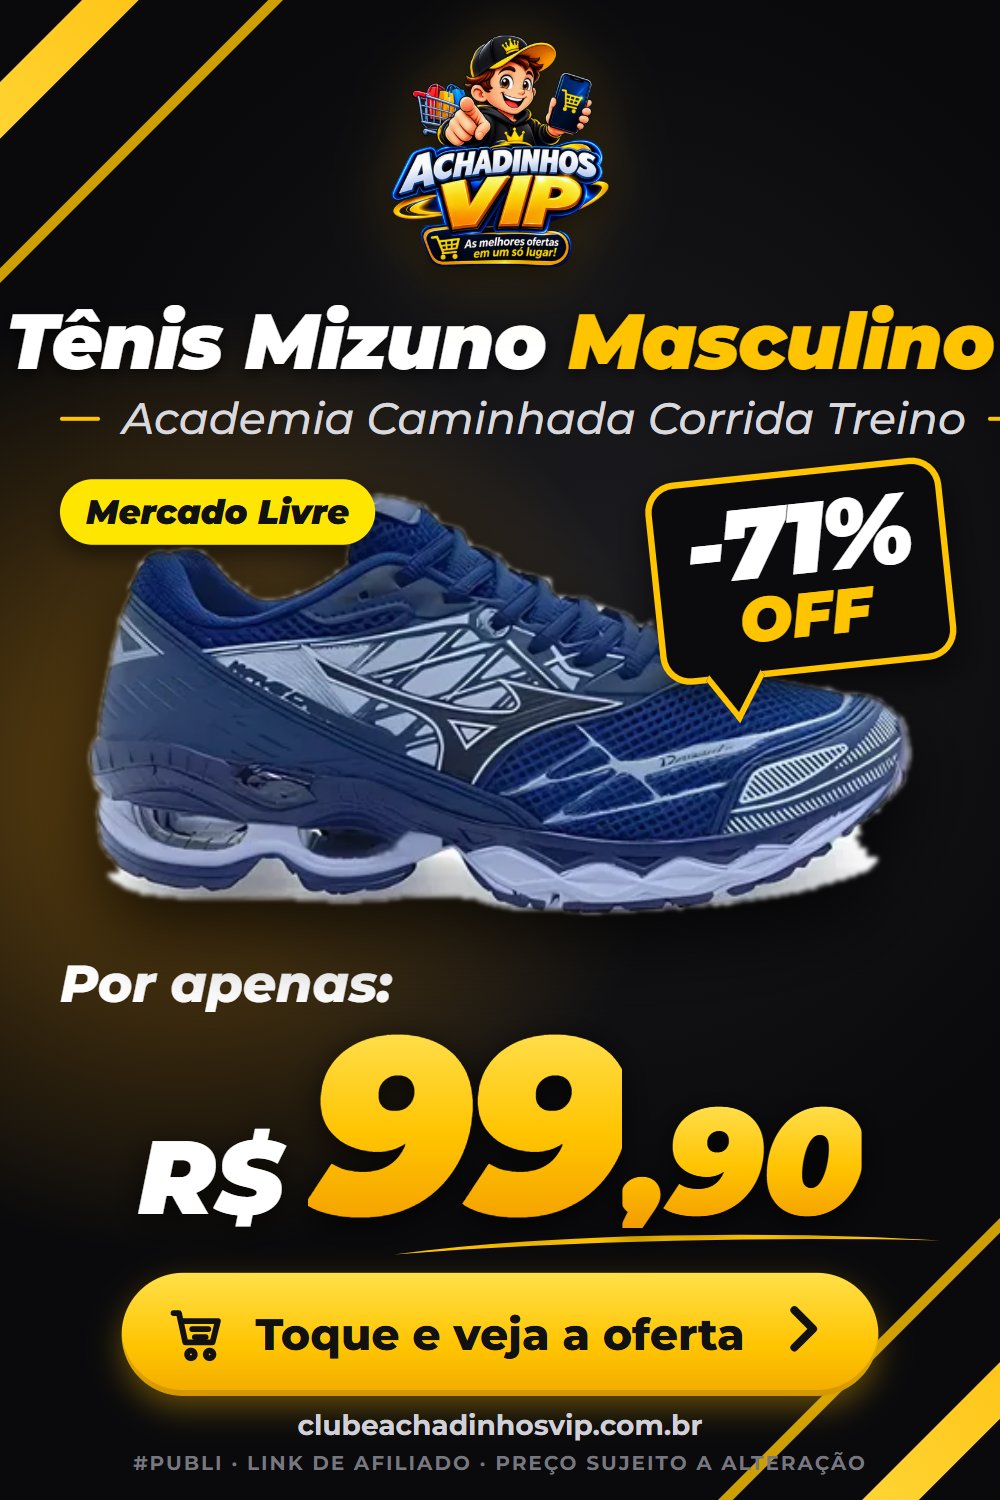 ACHADINHOS
VIP
As melhores ofertas
em um só lugar!
Tênis Mizuno Masculino
Academia Caminhada Corrida Treino
Mercado Livre
-71%
OFF
Por apenas:
R$ 99,90
Toque e veja a oferta
clubeachadinhosvip.com.br
#PUBLI · LINK DE AFILIADO · PREÇO SUJEITO A ALTERAÇÃO